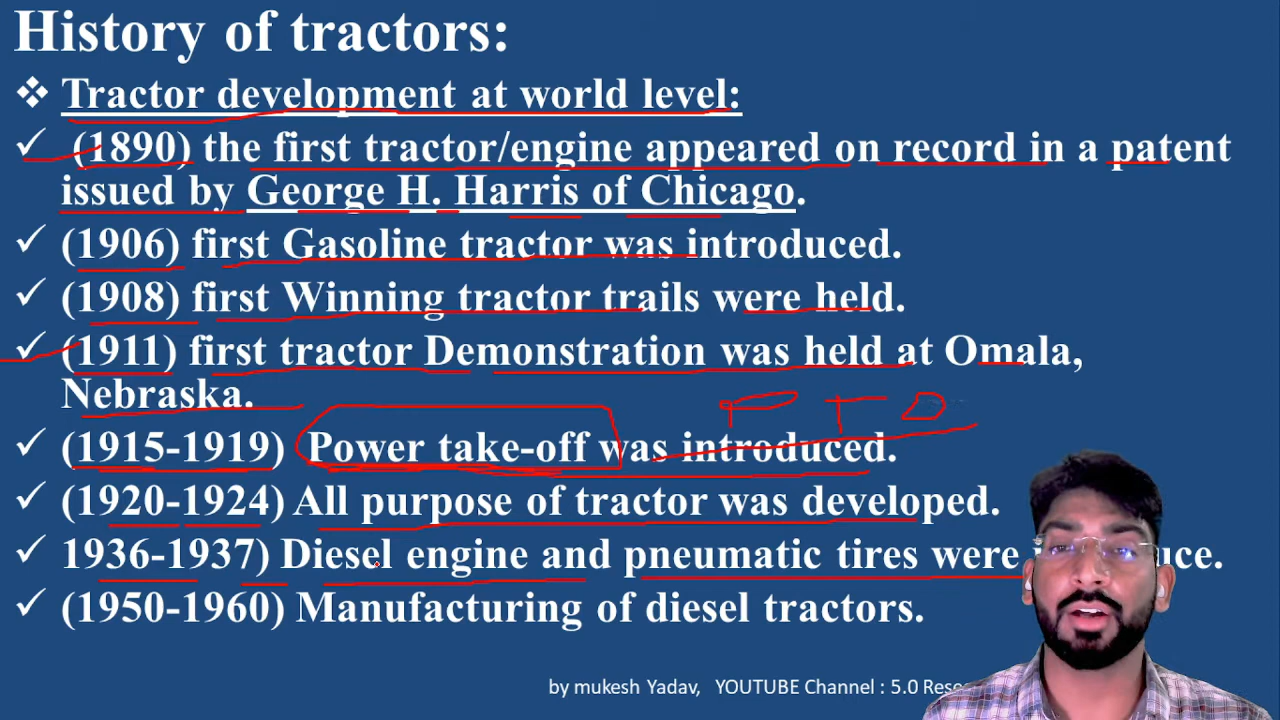 History of tractors:
❖ Tractor development at world level:
✓ (1890) the first tractor/engine appeared on record in a patent
issued by George H. Harris of Chicago.
✓ (1906) first Gasoline tractor was introduced.
✓ (1908) first Winning tractor trails were held.
✓ (1911) first tractor Demonstration was held at Omala,
Nebraska.
PTO
✓ (1915-1919) Power take-off was introduced.
✓ (1920-1924) All purpose of tractor was developed.
✓ 1936-1937) Diesel engine and pneumatic tires were
✓ (1950-1960) Manufacturing of diesel tractors.
by mukesh Yadav, YOUTUBE Channel : 5.0